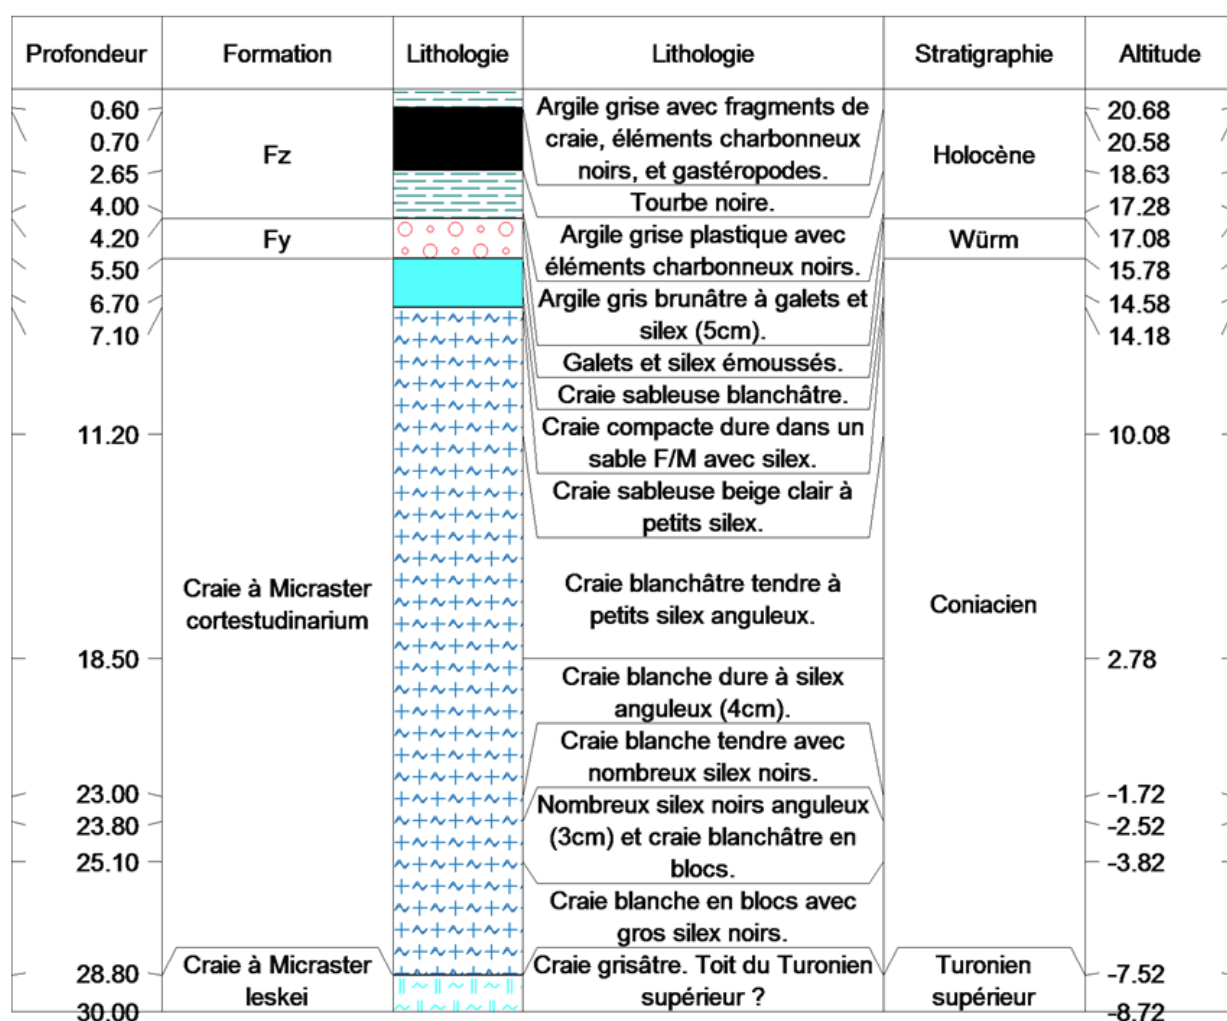 Profondeur Formation Lithologie Lithologie Stratigraphie Altitude
0.60
0.70
2.65
4.00
4.20
5.50
6.70
7.10
11.20
18.50
23.00
23.80
25.10
28.80
30.00
Fz
Fy
Craie à Micraster
cortestudinarium
Craie à Micraster
leskei
Argile grise avec fragments de
craie, éléments charbonneux
noirs, et gastéropodes.
Tourbe noire.
Argile grise plastique avec
éléments charbonneux noirs.
Argile gris brunâtre à galets et
silex (5cm).
Galets et silex émoussés.
Craie sableuse blanchâtre.
Craie compacte dure dans un
sable F/M avec silex.
Craie sableuse beige clair à
petits silex.
Craie blanchâtre tendre à
petits silex anguleux.
Craie blanche dure à silex
anguleux (4cm).
Craie blanche tendre avec
nombreux silex noirs.
Nombreux silex noirs anguleux
(3cm) et craie blanchâtre en
blocs.
Craie blanche en blocs avec
gros silex noirs.
Craie grisâtre. Toit du Turonien
supérieur ?
Holocène
Würm
Coniacien
Turonien
supérieur
20.68
20.58
18.63
17.28
17.08
15.78
14.58
14.18
10.08
2.78
-1.72
-2.52
-3.82
-7.52
-8.72